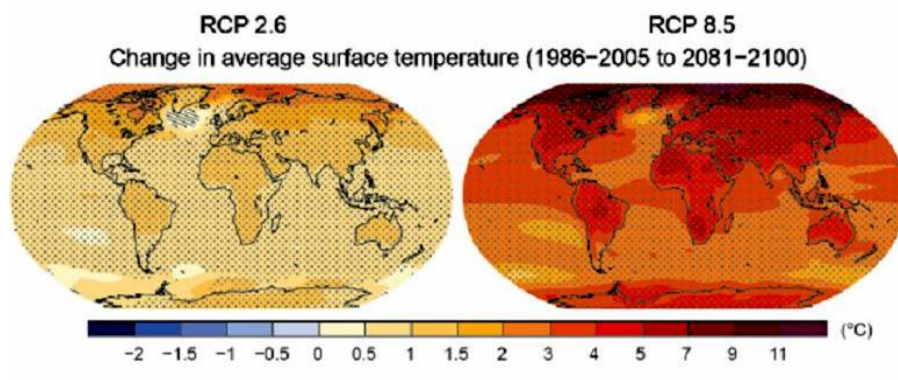 RCP 2.6 RCP 8.5
Change in average surface temperature (1986−2005 to 2081−2100)
(°C)
−2 −1.5 −1 −0.5 0 0.5 1 1.5 2 3 4 5 7 9 11